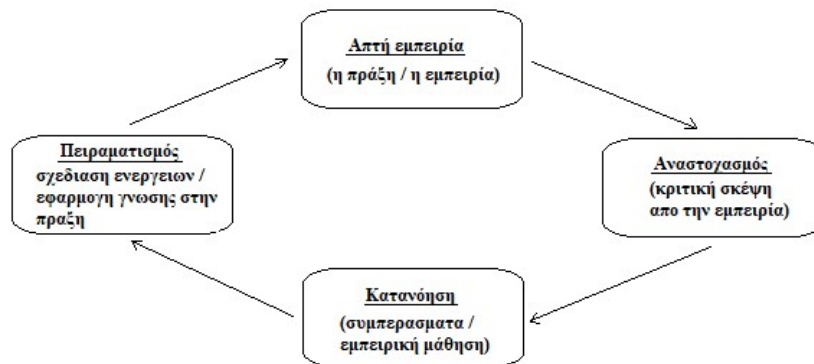 Απτή εμπειρία
(η πράξη / η εμπειρία)
Αναστοχασμός
(κριτική σκέψη
απο την εμπειρία)
Κατανόηση
(συμπερασματα /
εμπειρική μάθηση)
Πειραματισμός
σχεδιαση ενεργειων /
εφαρμογη γνωσης στην
πραξη